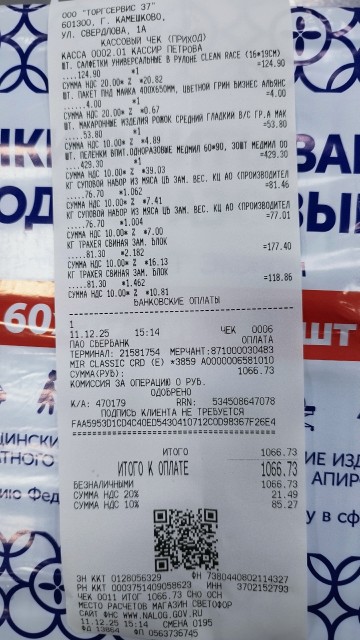 ООО "ТОРГСЕРВИС 37"
601300, Г. КАМЕШКОВО,
УЛ. СВЕРДЛОВА, 1А
КАССОВЫЙ ЧЕК (ПРИХОД)
КАССА 0002.01 КАССИР ПЕТРОВА
ШТ. САЛФЕТКИ УНИВЕРСАЛЬНЫЕ В РУЛОНЕ CLEAN RACE (16*19СМ)
....124.90 *1 =124.90
СУММА НДС 20.00% Z *20.82
ШТ. ПАКЕТ ПНД МАЙКА 400Х650ММ, ЦВЕТНОЙ ГРИН БИЗНЕС АЛЬЯНС
....4.00 *1 =4.00
СУММА НДС 20.00% Z *0.67
ШТ. МАКАРОННЫЕ ИЗДЕЛИЯ РОЖОК СРЕДНИЙ ГЛАДКИЙ В/С ГР.А МАК
....53.80 *1 =53.80
СУММА НДС 10.00% Z *4.89
ШТ. ПЕЛЕНКИ ВПИТ.ОДНОРАЗОВЫЕ МЕДМИЛ 60*90, 30ШТ МЕДМИЛ ОО
....429.30 *1 =429.30
СУММА НДС 10.00% Z *39.03
КГ СУПОВОЙ НАБОР ИЗ МЯСА ЦБ ЗАМ. ВЕС. КЦ АО (ПРОИЗВОДИТЕЛ
....76.70 *1.062 =81.46
СУММА НДС 10.00% Z *7.41
КГ СУПОВОЙ НАБОР ИЗ МЯСА ЦБ ЗАМ. ВЕС. КЦ АО (ПРОИЗВОДИТЕЛ
....76.70 *1.004 =77.01
СУММА НДС 10.00% Z *7.00
КГ ТРАХЕЯ СВИНАЯ ЗАМ. БЛОК
....81.30 *2.182 =177.40
СУММА НДС 10.00% Z *16.13
КГ ТРАХЕЯ СВИНАЯ ЗАМ. БЛОК
....81.30 *1.462 =118.86
СУММА НДС 10.00% Z *10.81
БАНКОВСКИЕ ОПЛАТЫ
1
11.12.25 15:14 ЧЕК 0006
ПАО СБЕРБАНК ОПЛАТА
ТЕРМИНАЛ: 21581754 МЕРЧАНТ:871000030483
MIR CLASSIC CRD (E) *3859 A0000006581010
СУММА(РУБ): 1066.73
КОМИССИЯ ЗА ОПЕРАЦИЮ 0 РУБ.
ОДОБРЕНО
К/А: 470179 RRN: 534508647078
ПОДПИСЬ КЛИЕНТА НЕ ТРЕБУЕТСЯ
FAA5953D1CD4C40ED5430410712C0D98367F26E4
ИТОГО 1066.73
ИТОГО К ОПЛАТЕ 1066.73
БЕЗНАЛИЧНЫМИ 1066.73
СУММА НДС 20% 21.49
СУММА НДС 10% 85.27
ЗН ККТ 0128056329 ФН 7380440802114327
РН ККТ 0003751409058623 ИНН 3702152793
ЧЕК 0011 ИТОГ 1066.73 СНО ОСН
МЕСТО РАСЧЕТОВ МАГАЗИН СВЕТОФОР
САЙТ ФНС WWW.NALOG.GOV.RU
11.12.25 15:14 СМЕНА 0195
ФД 13864 ФП 0563736745
60
ШТ